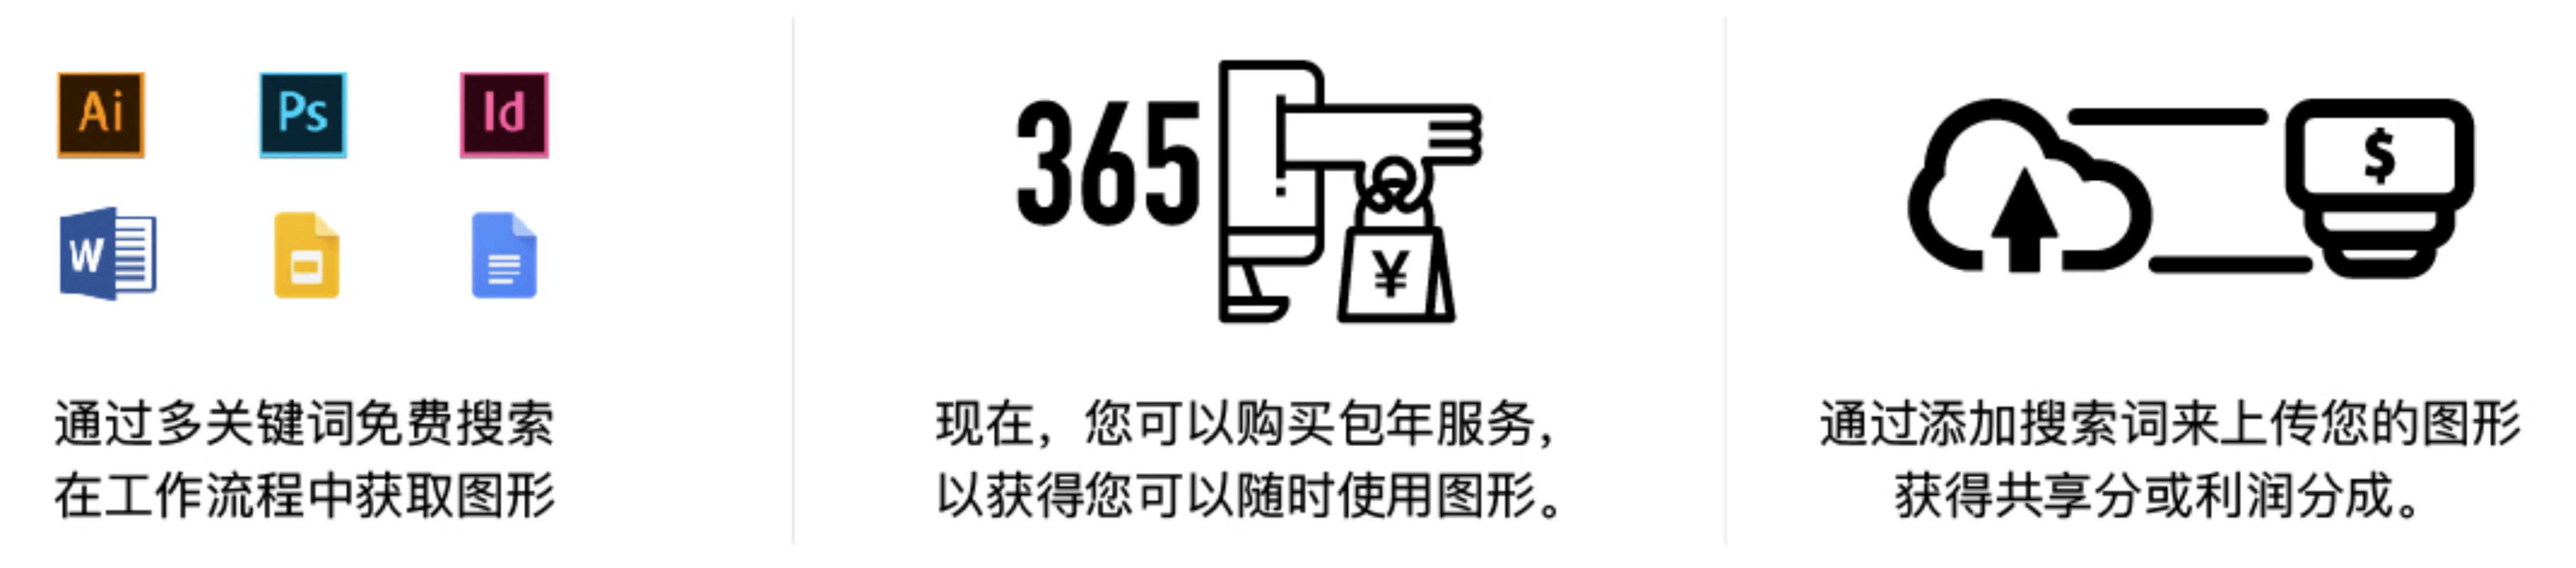 Ai Ps Id
W
365
¥
$
通过多关键词免费搜索
在工作流程中获取图形
现在，您可以购买包年服务，
以获得您可以随时使用图形。
通过添加搜索词来上传您的图形
获得共享分或利润分成。